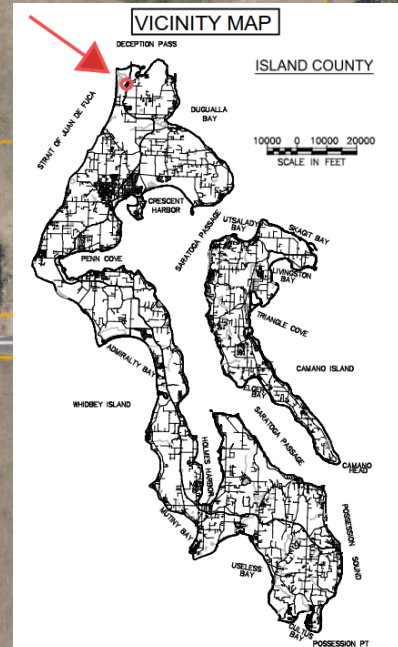 VICINITY MAP
DECEPTION PASS
ISLAND COUNTY
STRAIT OF JUAN DE FUCA
DUGUALLA
BAY
10000 0 10000 20000
SCALE IN FEET
CRESCENT
HARBOR
SARATOGA PASSAGE
UTSALADY
BAY
SKAGIT BAY
PENN COVE
LIVINGSTON
BAY
TRIANGLE COVE
ADMIRALTY BAY
CAMANO ISLAND
ELGER
BAY
WHIDBEY ISLAND
SARATOGA PASSAGE
HOLMES HARBOR
CAMANO
HEAD
MUTINY BAY
POSSESSION SOUND
USELESS
BAY
CULTUS
BAY
POSSESSION PT